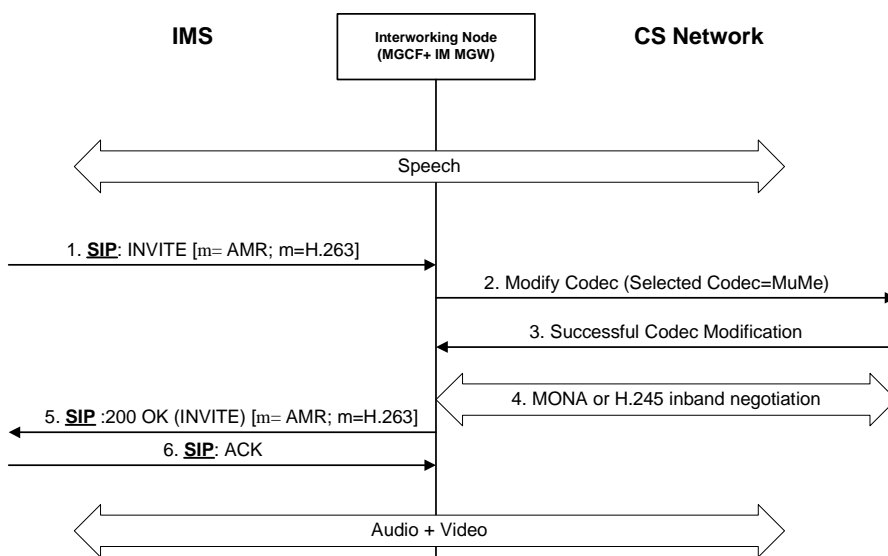 IMS
Interworking Node
(MGCF+ IM MGW)
CS Network
Speech
1. SIP: INVITE [m= AMR; m=H.263]
2. Modify Codec (Selected Codec=MuMe)
3. Successful Codec Modification
4. MONA or H.245 inband negotiation
5. SIP :200 OK (INVITE) [m= AMR; m=H.263]
6. SIP: ACK
Audio + Video